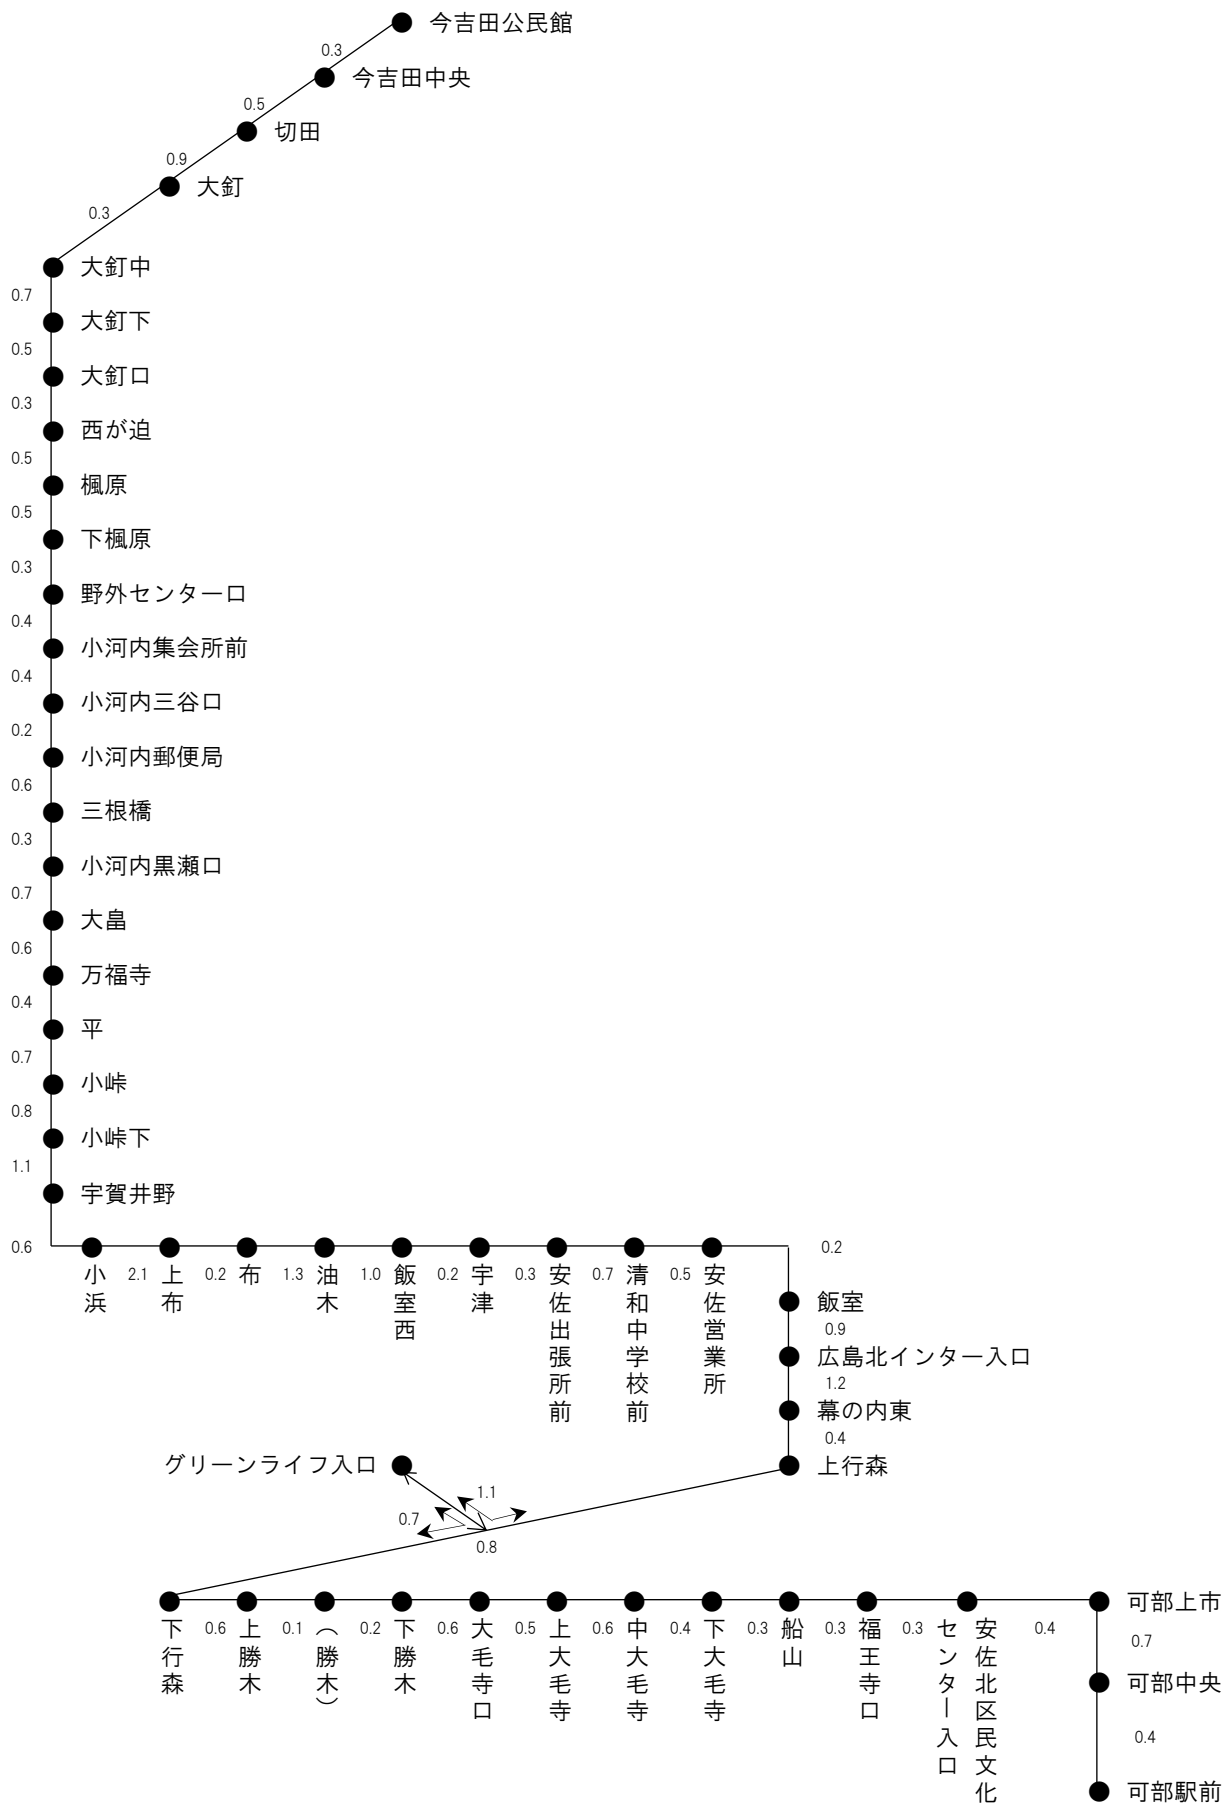 今吉田公民館
0.3
今吉田中央
0.5
切田
0.9
大釘
0.3
大釘中
0.7
大釘下
0.5
大釘口
0.3
西が迫
0.5
楓原
0.5
下楓原
0.3
野外センター口
0.4
小河内集会所前
0.4
小河内三谷口
0.2
小河内郵便局
0.6
三根橋
0.3
小河内黒瀬口
0.7
大畠
0.6
万福寺
0.4
平
0.7
小峠
0.8
小峠下
1.1
宇賀井野
0.6
小浜
2.1
上布
0.2
布
1.3
油木
1.0
飯室西
0.2
宇津
0.3
安佐出張所前
0.7
清和中学校前
0.5
安佐営業所
0.2
飯室
0.9
広島北インター入口
1.2
幕の内東
0.4
上行森
グリーンライフ入口
1.1
0.7
0.8
下行森
0.6
上勝木
0.1
（勝木）
0.2
下勝木
0.6
大毛寺口
0.5
上大毛寺
0.6
中大毛寺
0.4
下大毛寺
0.3
船山
0.3
福王寺口
0.3
安佐北区民文化
センター入口
0.4
可部上市
0.7
可部中央
0.4
可部駅前